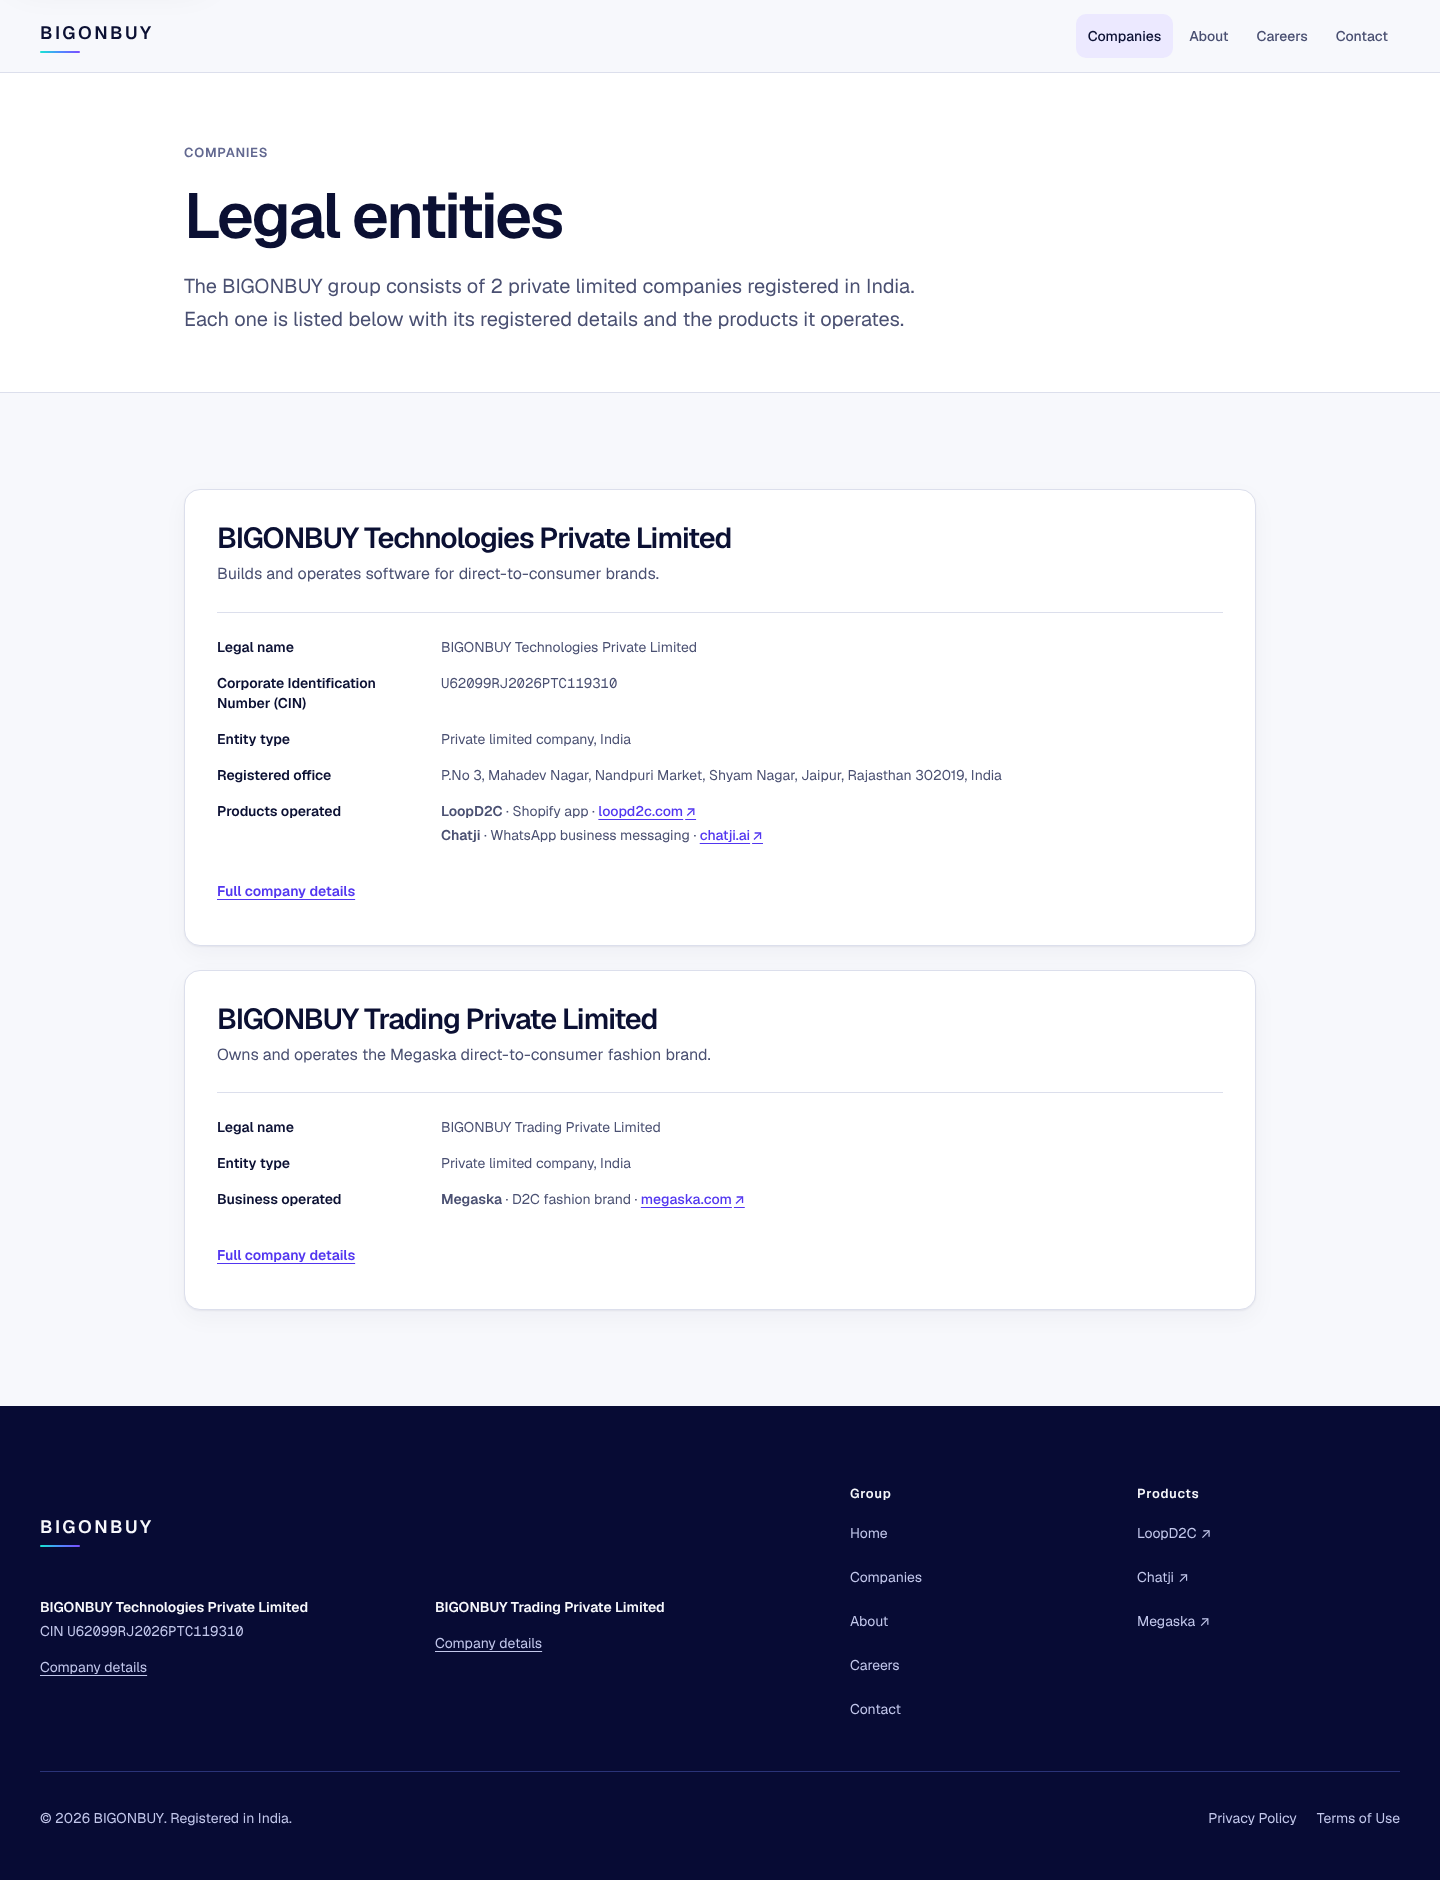 BIGONBUY
Companies About Careers Contact
COMPANIES
Legal entities
The BIGONBUY group consists of 2 private limited companies registered in India.
Each one is listed below with its registered details and the products it operates.
BIGONBUY Technologies Private Limited
Builds and operates software for direct-to-consumer brands.
Legal name BIGONBUY Technologies Private Limited
Corporate Identification
Number (CIN) U62099RJ2026PTC119310
Entity type Private limited company, India
Registered office P.No 3, Mahadev Nagar, Nandpuri Market, Shyam Nagar, Jaipur, Rajasthan 302019, India
Products operated LoopD2C · Shopify app · loopd2c.com ↗
Chatji · WhatsApp business messaging · chatji.ai ↗
Full company details
BIGONBUY Trading Private Limited
Owns and operates the Megaska direct-to-consumer fashion brand.
Legal name BIGONBUY Trading Private Limited
Entity type Private limited company, India
Business operated Megaska · D2C fashion brand · megaska.com ↗
Full company details
BIGONBUY
BIGONBUY Technologies Private Limited
CIN U62099RJ2026PTC119310
Company details
BIGONBUY Trading Private Limited
Company details
Group
Home
Companies
About
Careers
Contact
Products
LoopD2C ↗
Chatji ↗
Megaska ↗
© 2026 BIGONBUY. Registered in India.
Privacy Policy Terms of Use